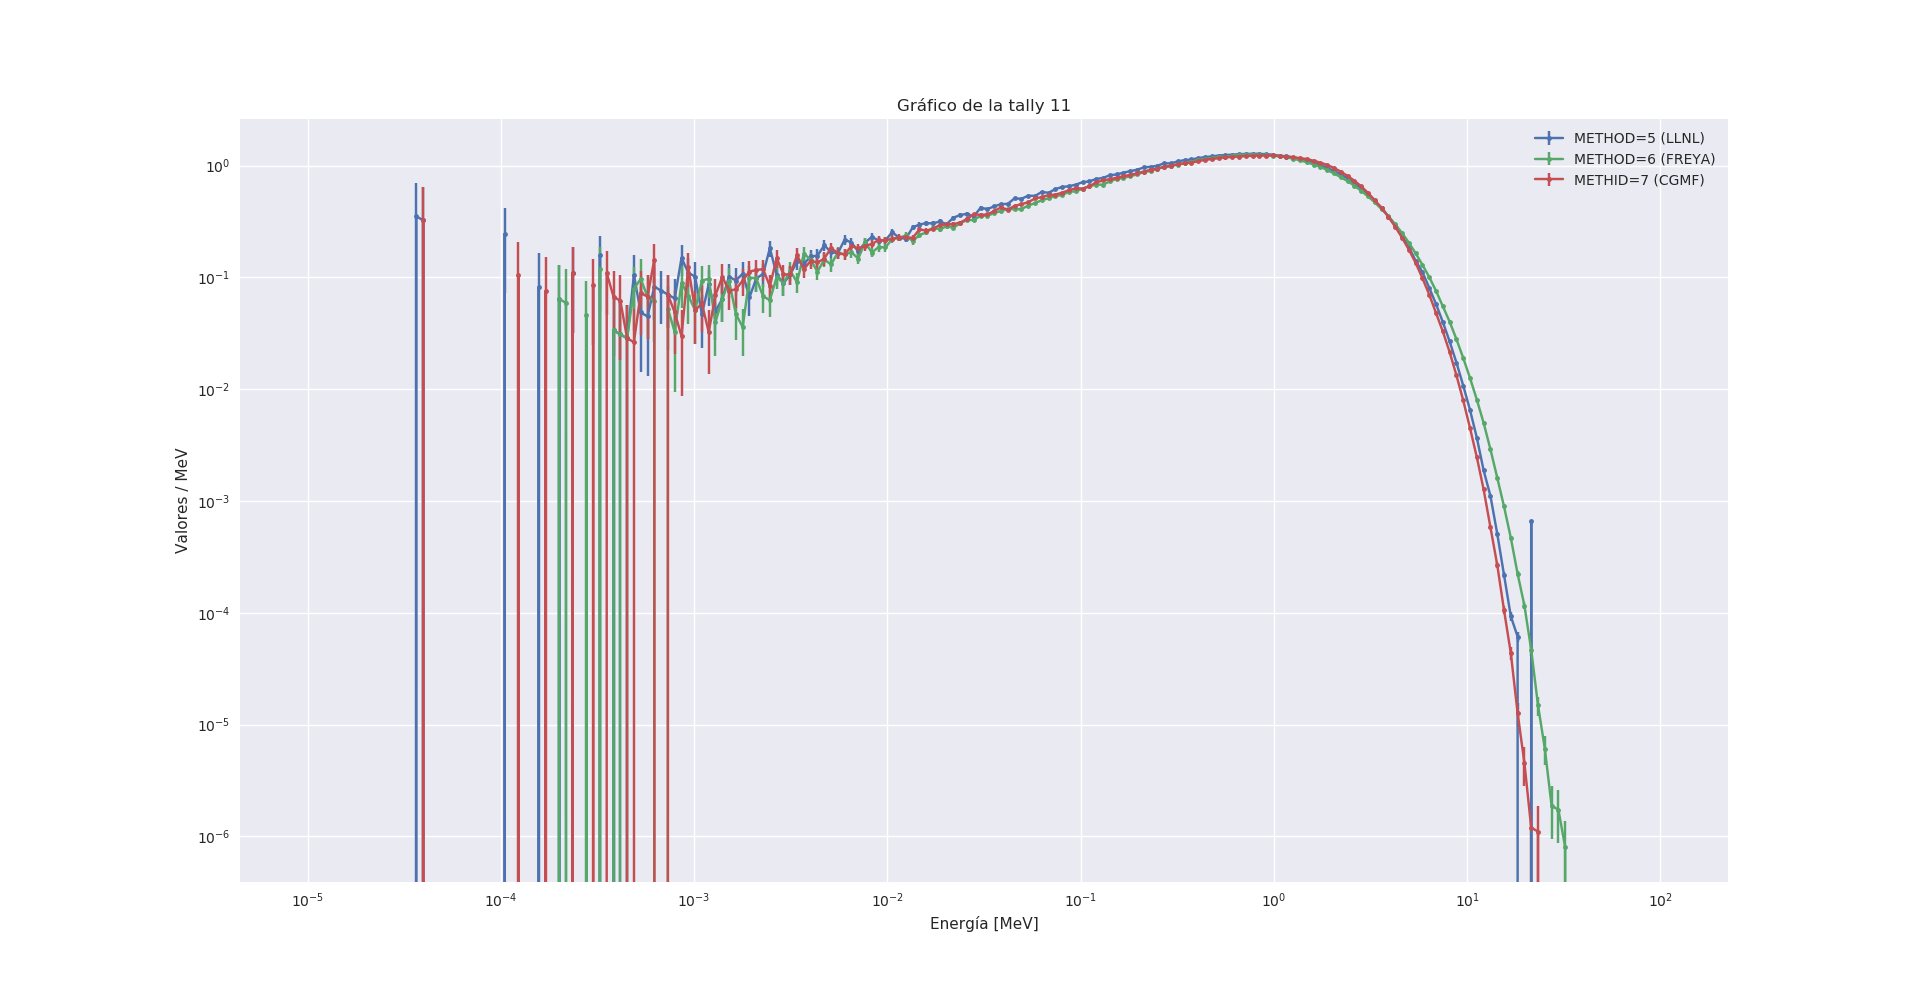 Gráfico de la tally 11
METHOD=5 (LLNL)
METHOD=6 (FREYA)
METHID=7 (CGMF)
Valores / MeV
10⁰
10⁻¹
10⁻²
10⁻³
10⁻⁴
10⁻⁵
10⁻⁶
10⁻⁵ 10⁻⁴ 10⁻³ 10⁻² 10⁻¹ 10⁰ 10¹ 10²
Energía [MeV]